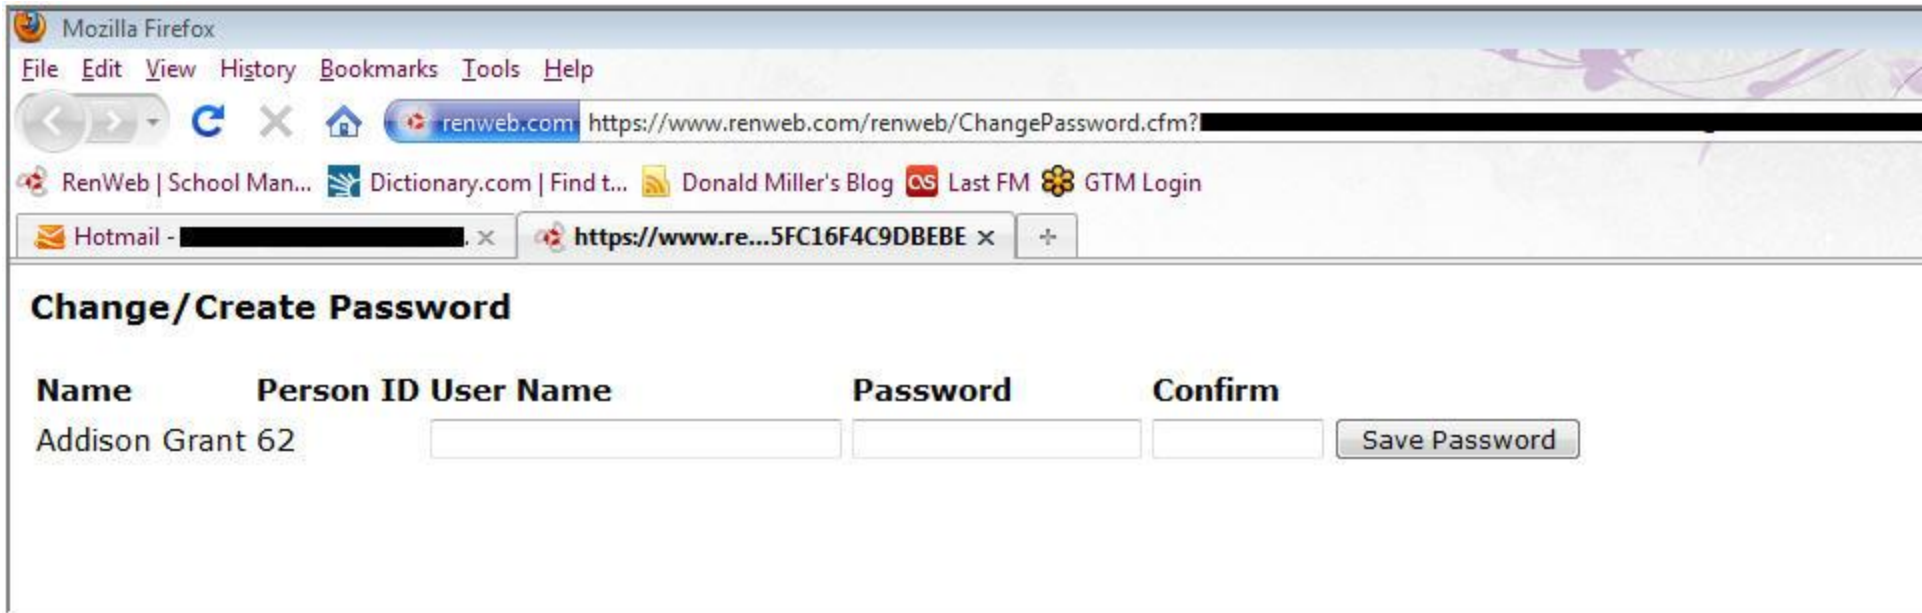 Mozilla Firefox
File Edit View History Bookmarks Tools Help
renweb.com https://www.renweb.com/renweb/ChangePassword.cfm?
RenWeb | School Man... Dictionary.com | Find t... Donald Miller's Blog Last FM GTM Login
Hotmail - https://www.re...5FC16F4C9DBEBE
Change/Create Password
Name Person ID User Name Password Confirm
Addison Grant 62 Save Password